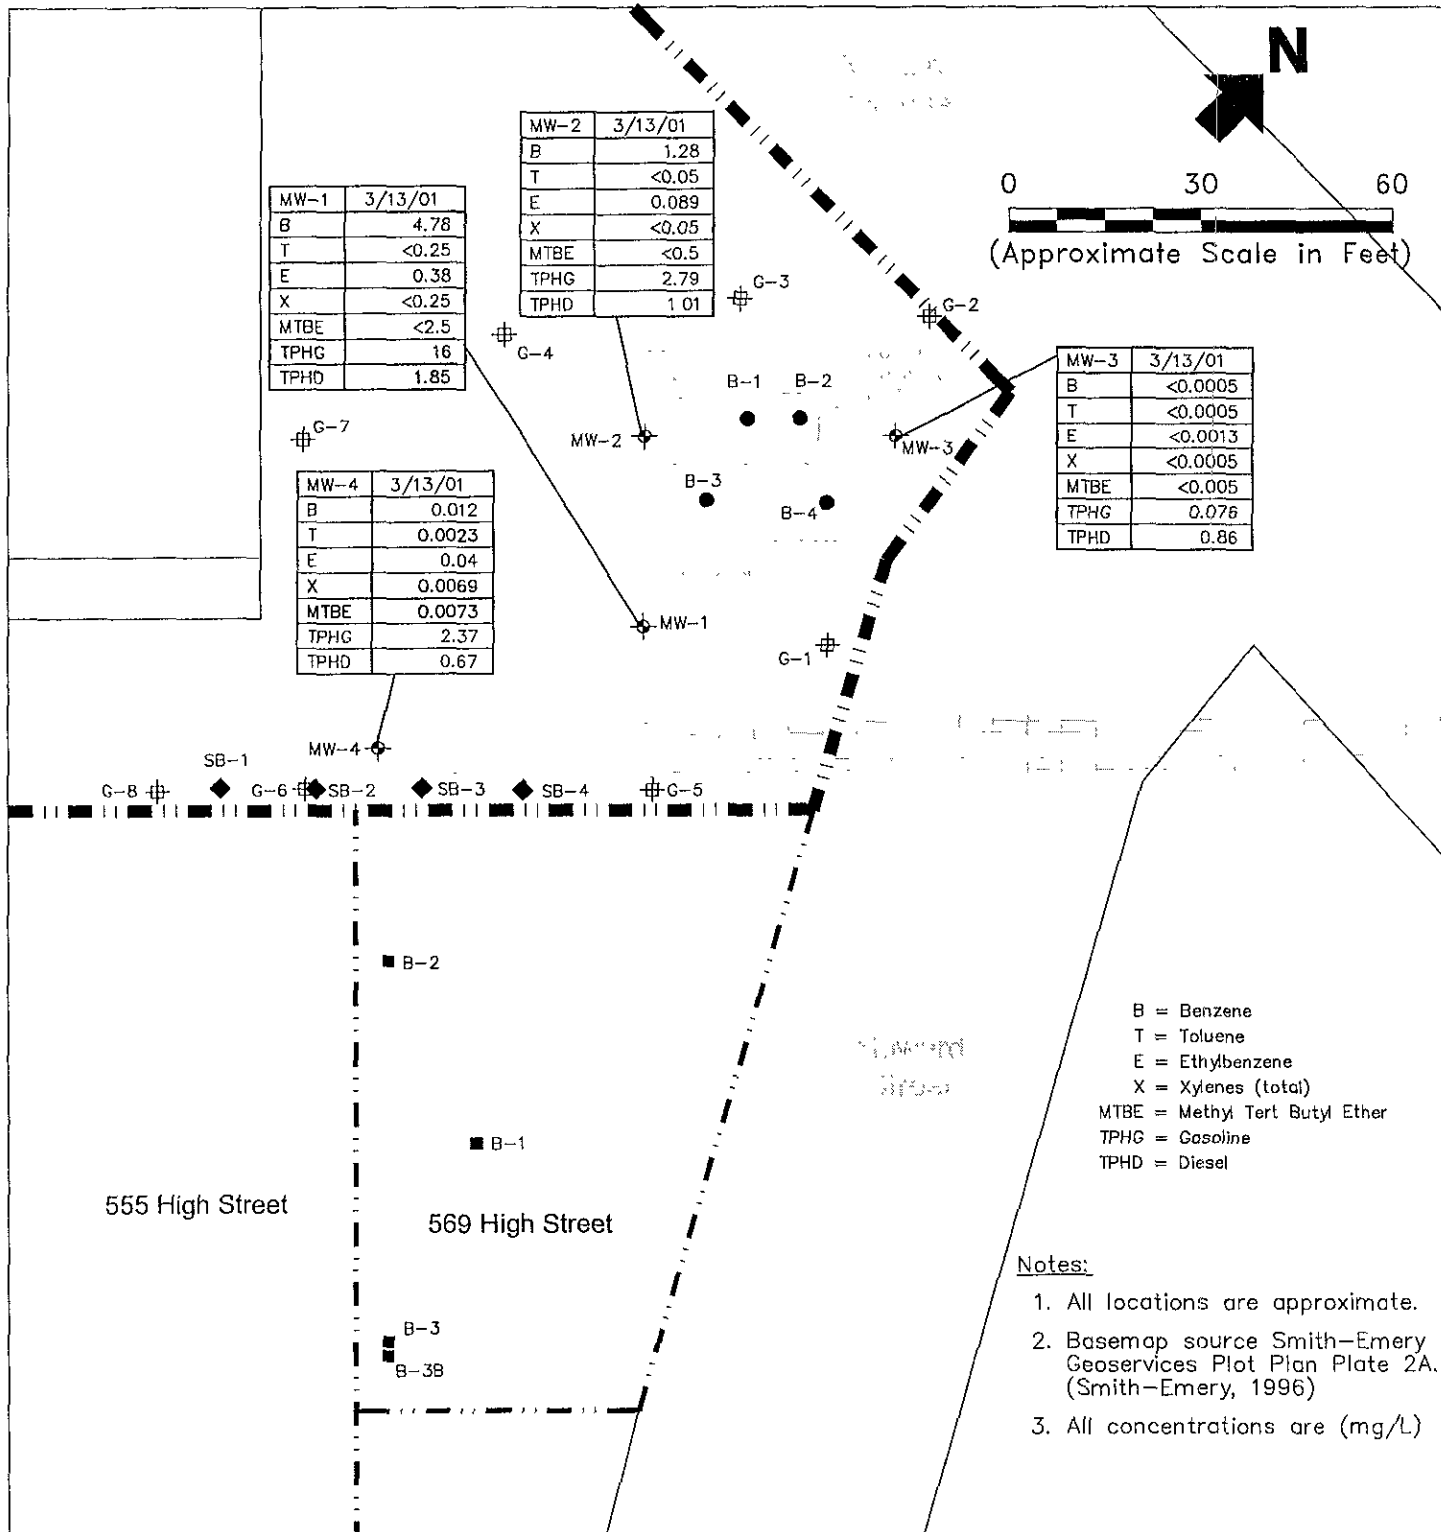 N
0 30 60
(Approximate Scale in Feet)
MW-2 3/13/01
B 1.28
T <0.05
E 0.089
X <0.05
MTBE <0.5
TPHG 2.79
TPHD 1 01
MW-1 3/13/01
B 4.78
T <0.25
E 0.38
X <0.25
MTBE <2.5
TPHG 16
TPHD 1.85
G-3
G-2
G-4
MW-3 3/13/01
B <0.0005
T <0.0005
E <0.0013
X <0.0005
MTBE <0.005
TPHG 0.076
TPHD 0.86
B-1 B-2
G-7
MW-2
MW-3
MW-4 3/13/01
B 0.012
T 0.0023
E 0.04
X 0.0069
MTBE 0.0073
TPHG 2.37
TPHD 0.67
B-3
B-4
MW-1
G-1
MW-4
SB-1
G-8 G-6 SB-2 SB-3 SB-4 G-5
B-2
B = Benzene
T = Toluene
E = Ethylbenzene
X = Xylenes (total)
MTBE = Methyl Tert Butyl Ether
TPHG = Gasoline
TPHD = Diesel
B-1
555 High Street
569 High Street
B-3
B-3B
Notes:
1. All locations are approximate.
2. Basemap source Smith-Emery
Geoservices Plot Plan Plate 2A.
(Smith-Emery, 1996)
3. All concentrations are (mg/L)